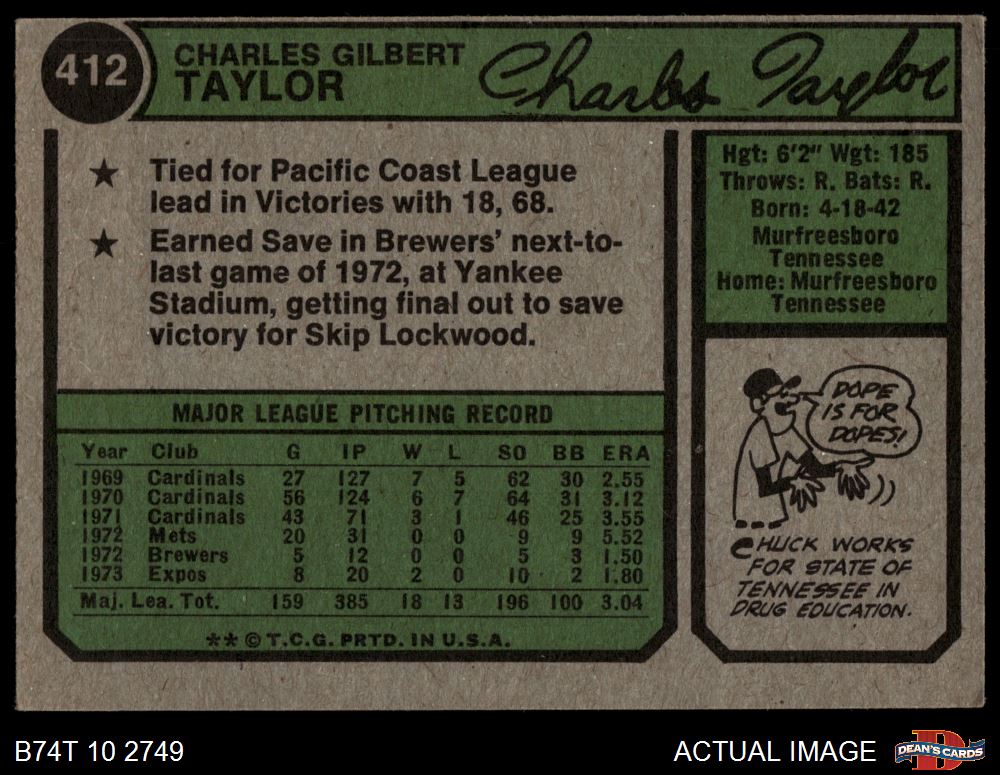 412
CHARLES GILBERT
TAYLOR
Charles Taylor
★ Tied for Pacific Coast League
lead in Victories with 18, 68.
★ Earned Save in Brewers' next-to-
last game of 1972, at Yankee
Stadium, getting final out to save
victory for Skip Lockwood.
MAJOR LEAGUE PITCHING RECORD
Year Club G IP W L SO BB ERA
1969 Cardinals 27 127 7 5 62 30 2.55
1970 Cardinals 56 124 6 7 64 31 3.12
1971 Cardinals 43 71 3 1 46 25 3.55
1972 Mets 20 31 0 0 9 9 5.52
1972 Brewers 5 12 0 0 5 3 1.50
1973 Expos 8 20 2 0 10 2 1.80
Maj. Lea. Tot. 159 385 18 13 196 100 3.04
** © T.C.G. PRTD. IN U.S.A.
Hgt: 6'2" Wgt: 185
Throws: R. Bats: R.
Born: 4-18-42
Murfreesboro
Tennessee
Home: Murfreesboro
Tennessee
DOPE
IS FOR
DOPES!
CHUCK WORKS
FOR STATE OF
TENNESSEE IN
DRUG EDUCATION.
B74T 10 2749
ACTUAL IMAGE
D
DEAN'S CARDS